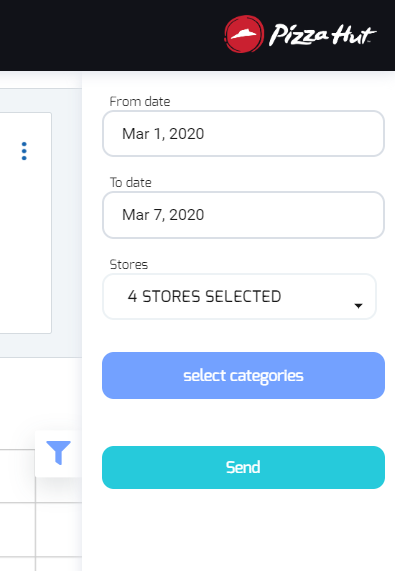 Pizza Hut
From date
Mar 1, 2020
To date
Mar 7, 2020
Stores
4 STORES SELECTED
select categories
Send